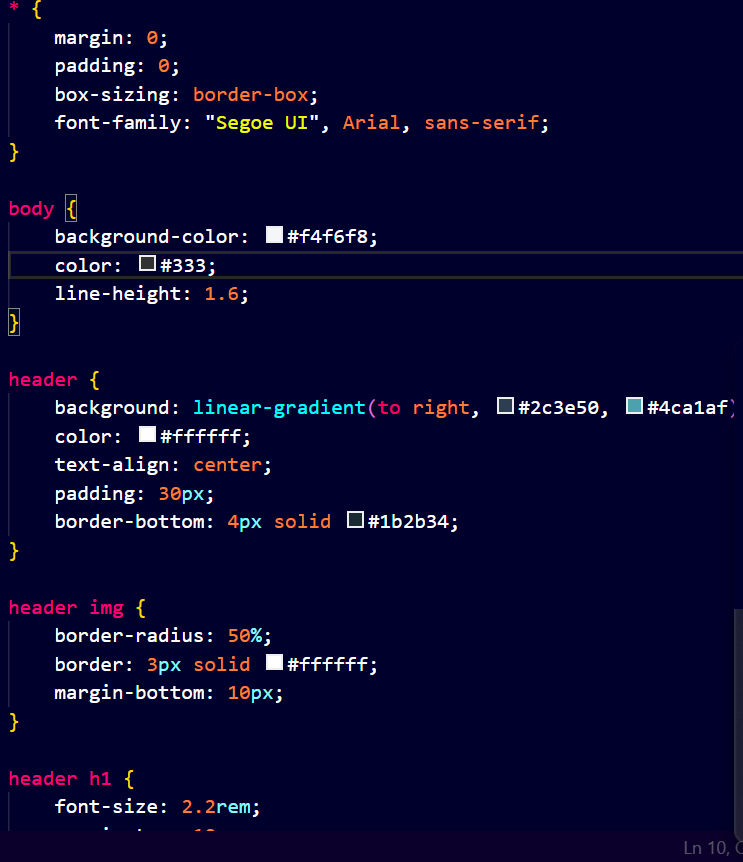 * {
    margin: 0;
    padding: 0;
    box-sizing: border-box;
    font-family: "Segoe UI", Arial, sans-serif;
}

body {
    background-color: #f4f6f8;
    color: #333;
    line-height: 1.6;
}

header {
    background: linear-gradient(to right, #2c3e50, #4ca1af)
    color: #ffffff;
    text-align: center;
    padding: 30px;
    border-bottom: 4px solid #1b2b34;
}

header img {
    border-radius: 50%;
    border: 3px solid #ffffff;
    margin-bottom: 10px;
}

header h1 {
    font-size: 2.2rem;
Ln 10,